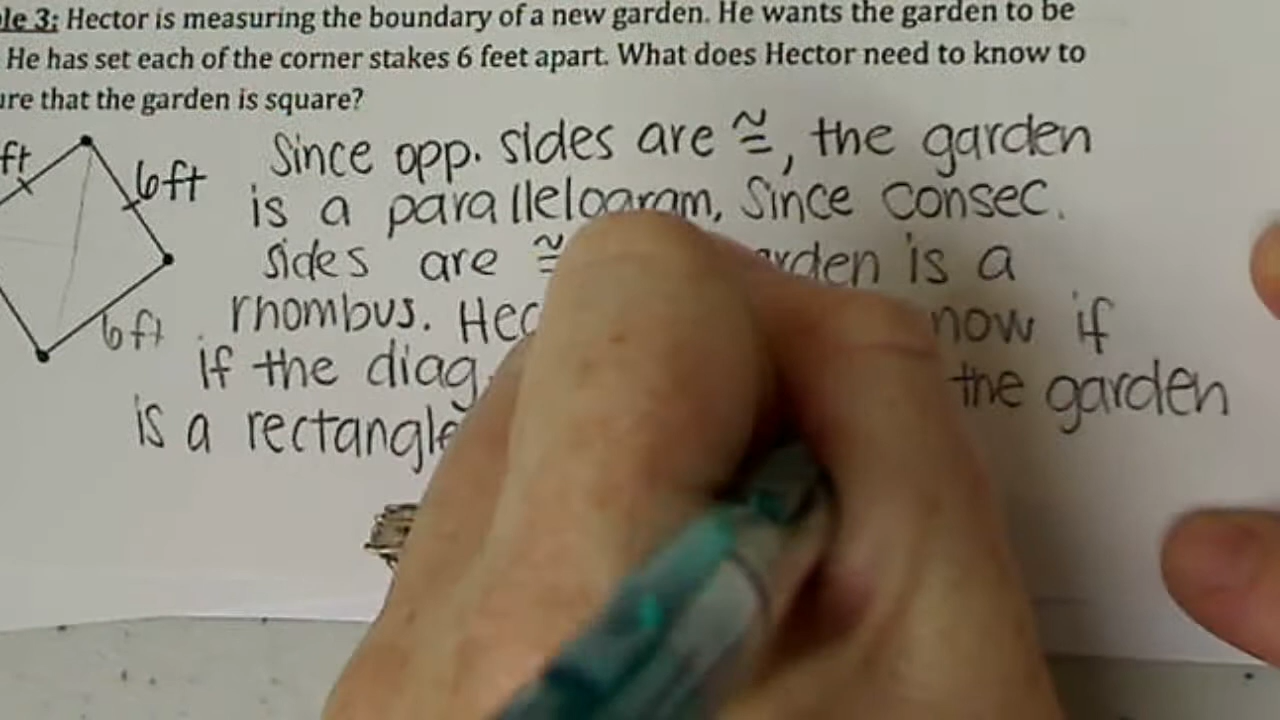 le 3: Hector is measuring the boundary of a new garden. He wants the garden to be
He has set each of the corner stakes 6 feet apart. What does Hector need to know to
ure that the garden is square?
ft
6ft
6ft
Since opp. sides are ≅, the garden
is a parallelogram. Since consec.
sides are ≅ arden is a
rhombus. Hec now if
if the diag. the garden
is a rectangle